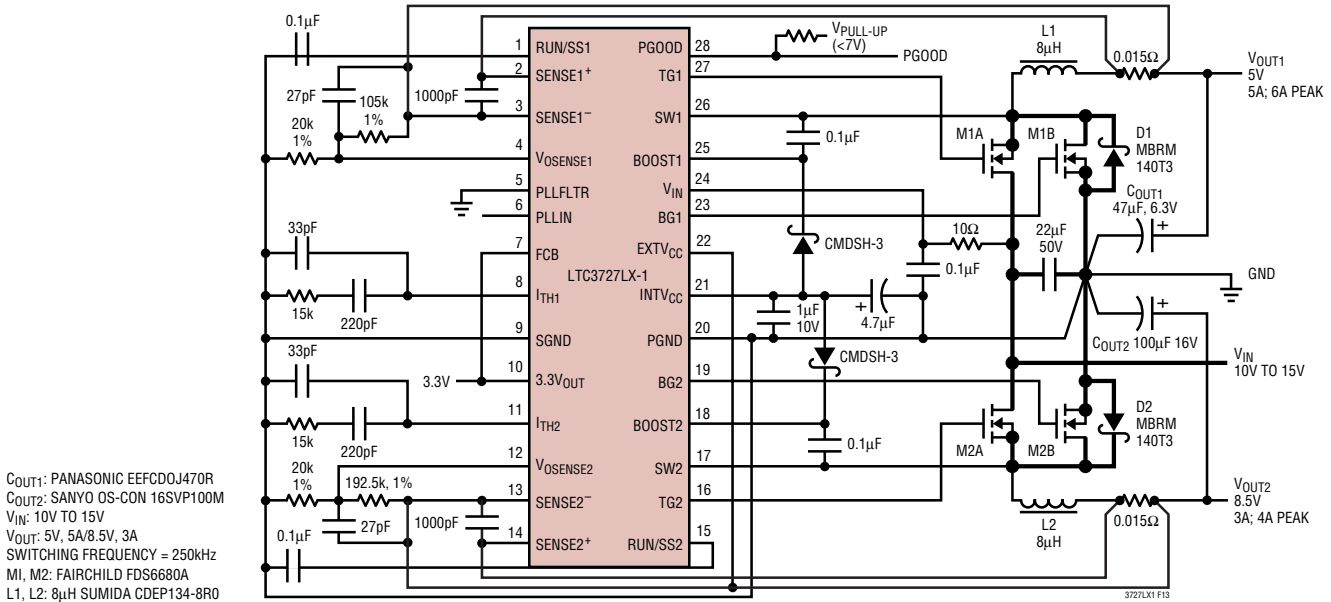 0.1µF
27pF
105k
1%
1000pF
20k
1%
33pF
15k
220pF
3.3V
33pF
15k
220pF
20k
1%
192.5k, 1%
27pF
1000pF
0.1µF
1 RUN/SS1
2 SENSE1+
3 SENSE1–
4 VOSENSE1
5 PLLFLTR
6 PLLIN
7 FCB
8 ITH1
9 SGND
10 3.3VOUT
11 ITH2
12 VOSENSE2
13 SENSE2–
14 SENSE2+
LTC3727LX-1
PGOOD 28
TG1 27
SW1 26
BOOST1 25
VIN 24
BG1 23
EXTVCC 22
INTVCC 21
PGND 20
BG2 19
BOOST2 18
SW2 17
TG2 16
RUN/SS2 15
VPULL-UP
(<7V)
PGOOD
0.1µF
CMDSH-3
10Ω
0.1µF
1µF
10V
+
4.7µF
CMDSH-3
0.1µF
L1
8µH
0.015Ω
VOUT1
5V
5A; 6A PEAK
M1A
M1B
D1
MBRM
140T3
COUT1
47µF, 6.3V
+
22µF
50V
GND
+
COUT2 100µF 16V
VIN
10V TO 15V
M2A
M2B
D2
MBRM
140T3
L2
8µH
0.015Ω
VOUT2
8.5V
3A; 4A PEAK
COUT1: PANASONIC EEFCDOJ470R
COUT2: SANYO OS-CON 16SVP100M
VIN: 10V TO 15V
VOUT: 5V, 5A/8.5V, 3A
SWITCHING FREQUENCY = 250kHz
MI, M2: FAIRCHILD FDS6680A
L1, L2: 8µH SUMIDA CDEP134-8R0
3727LX1 F13